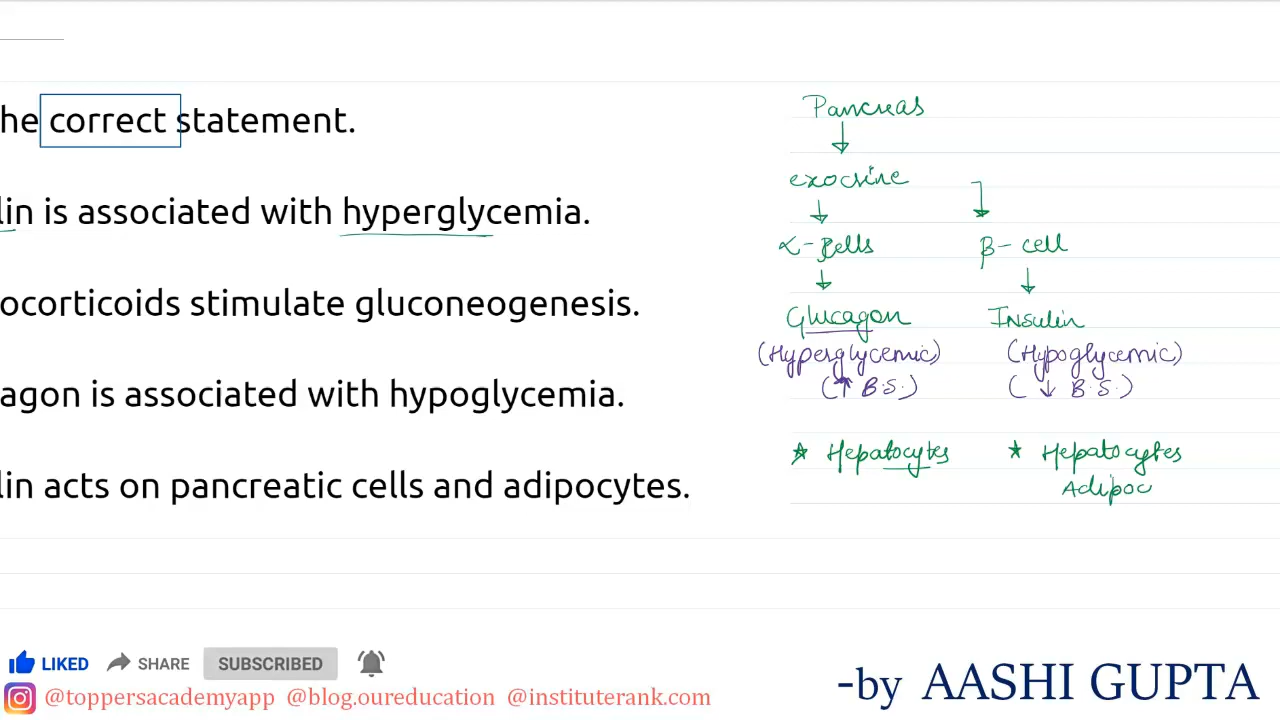 he correct statement.
lin is associated with hyperglycemia.
ocorticoids stimulate gluconeogenesis.
agon is associated with hypoglycemia.
lin acts on pancreatic cells and adipocytes.
Pancreas
exocrine
α-cells β-cell
Glucagon Insulin
(Hyperglycemic) (Hypoglycemic)
(↑ B.S.) (↓ B.S.)
* Hepatocytes * Hepatocytes
Adipoc
LIKED SHARE SUBSCRIBED
@toppersacademyapp @blog.oureducation @instituterank.com
-by AASHI GUPTA